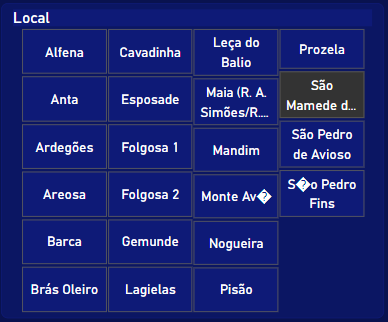 Local
Alfena
Anta
Ardegões
Areosa
Barca
Brás Oleiro
Cavadinha
Esposade
Folgosa 1
Folgosa 2
Gemunde
Lagielas
Leça do
Balio
Maia (R. A.
Simões/R....
Mandim
Monte Av�
Nogueira
Pisão
Prozela
São
Mamede d...
São Pedro
de Avioso
S�o Pedro
Fins